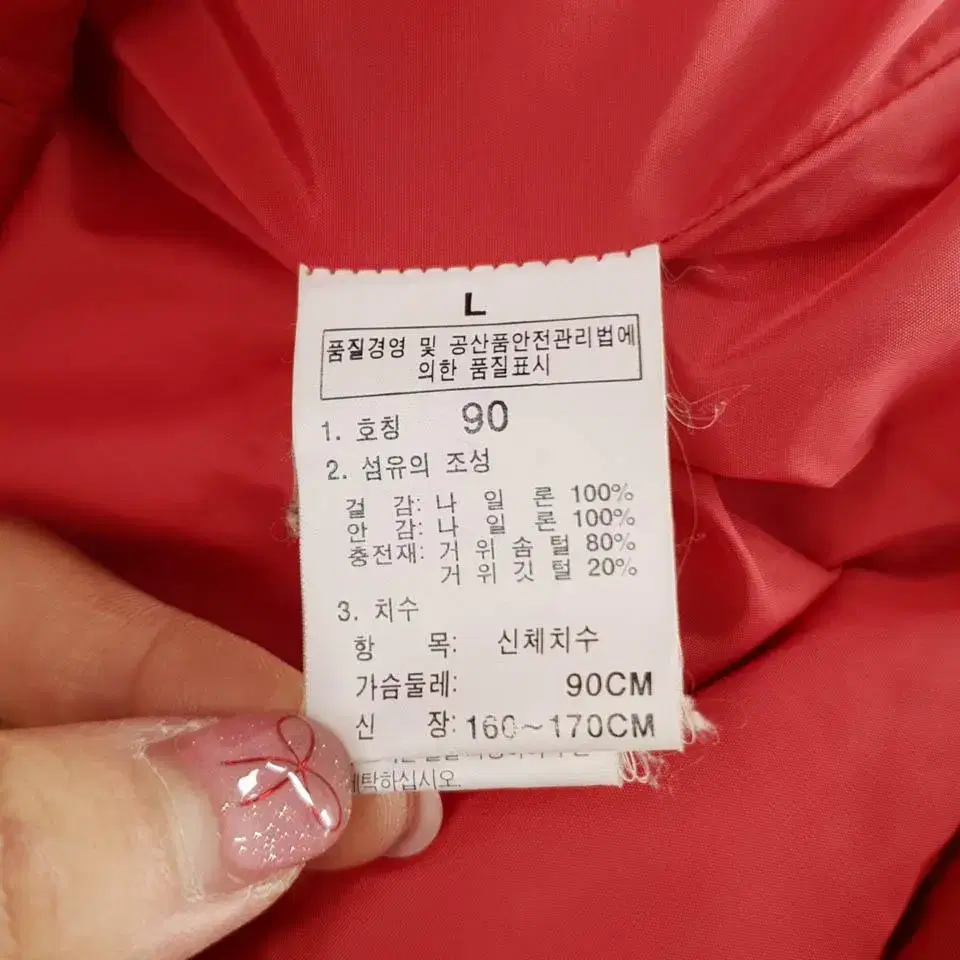 L
품질경영 및 공산품안전관리법에
의한 품질표시
1. 호칭 90
2. 섬유의 조성
걸 감: 나 일 론 100%
안 감: 나 일 론 100%
충전재: 거 위 솜 털 80%
거 위 깃 털 20%
3. 치수
항 목: 신체치수
가슴둘레: 90CM
신 장: 160~170CM
세탁하십시오.